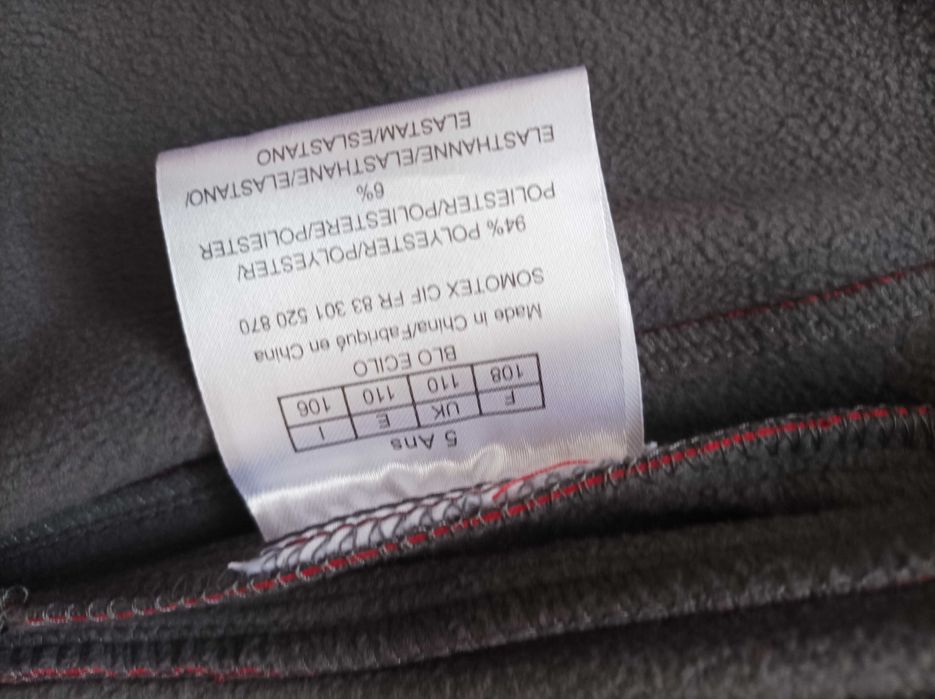 5 Ans
F UK E I
108 110 110 106
BLO ECILO
Made in China/Fabriqué en China
SOMOTEX CIF FR 83 301 520 870
94% POLYESTER/POLYESTER/
POLIESTER/POLIESTERE/POLIESTER
6%
ELASTHANNE/ELASTHANE/ELASTANO/
ELASTAM/ESLASTANO